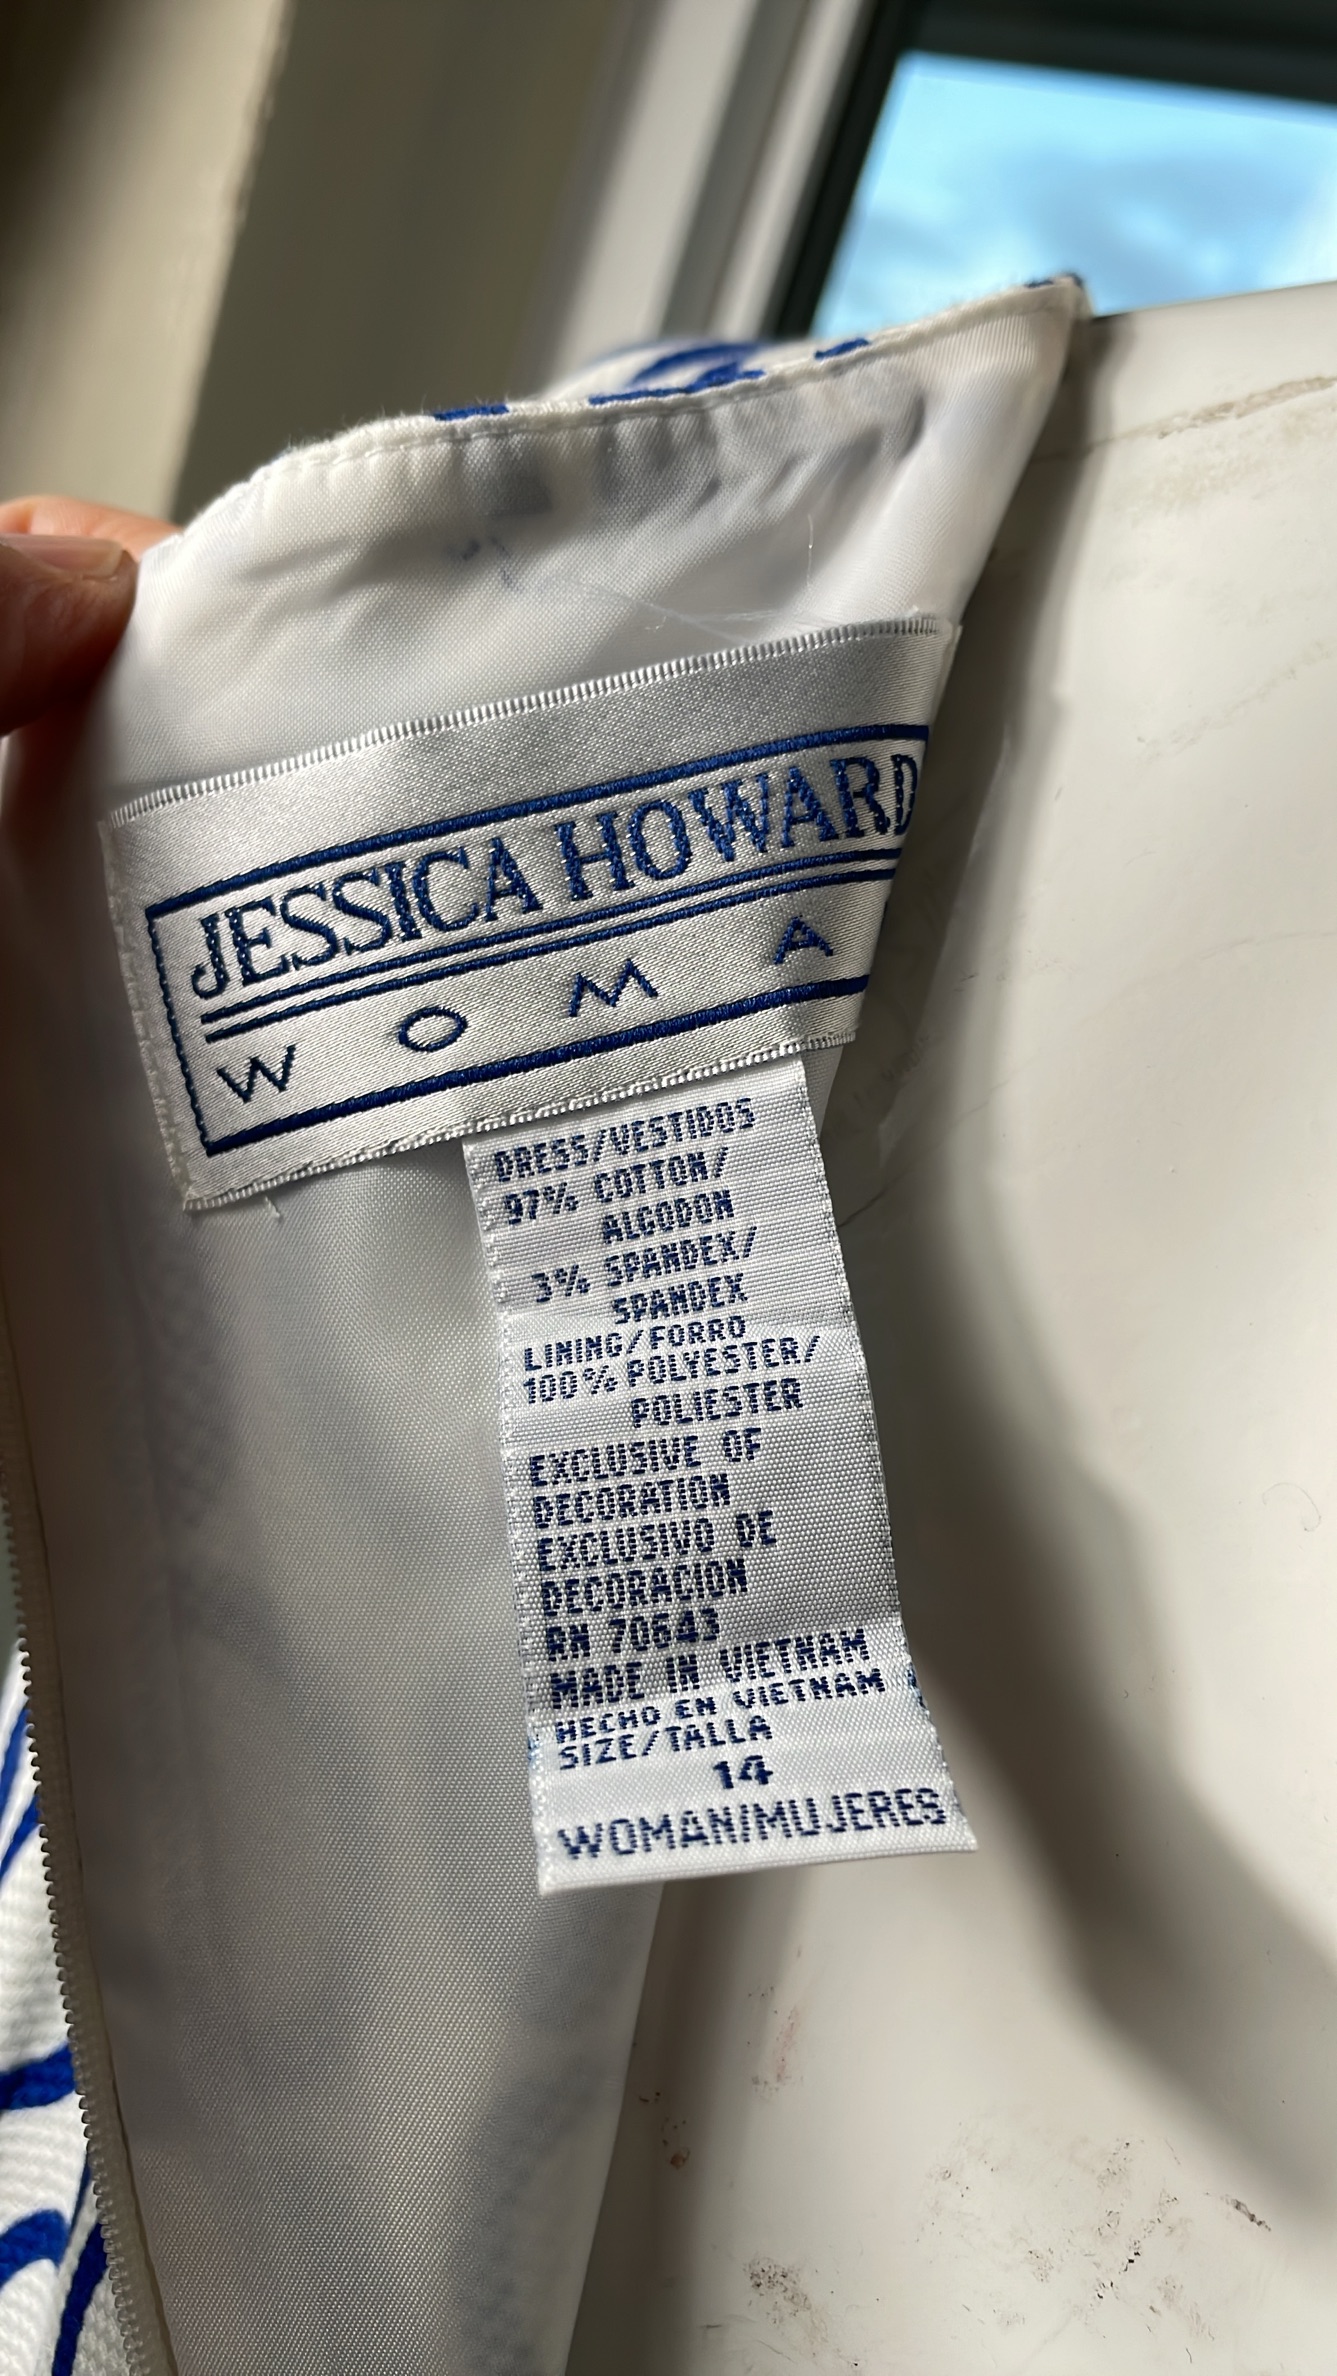 JESSICA HOWARD
W O M A
DRESS/VESTIDOS
97% COTTON/
ALGODON
3% SPANDEX/
SPANDEX
LINING/FORRO
100% POLYESTER/
POLIESTER
EXCLUSIVE OF
DECORATION
EXCLUSIVO DE
DECORACION
RN 70643
MADE IN VIETNAM
HECHO EN VIETNAM
SIZE/TALLA
14
WOMAN/MUJERES